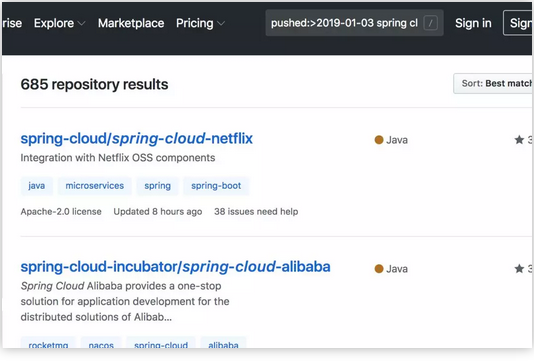 rise Explore Marketplace Pricing pushed:>2019-01-03 spring cl / Sign in Sign
685 repository results Sort: Best match
spring-cloud/spring-cloud-netflix Java 3
Integration with Netflix OSS components
java microservices spring spring-boot
Apache-2.0 license Updated 8 hours ago 38 issues need help
spring-cloud-incubator/spring-cloud-alibaba Java 3
Spring Cloud Alibaba provides a one-stop
solution for application development for the
distributed solutions of Alibab...
rocketmq nacos spring-cloud alibaba